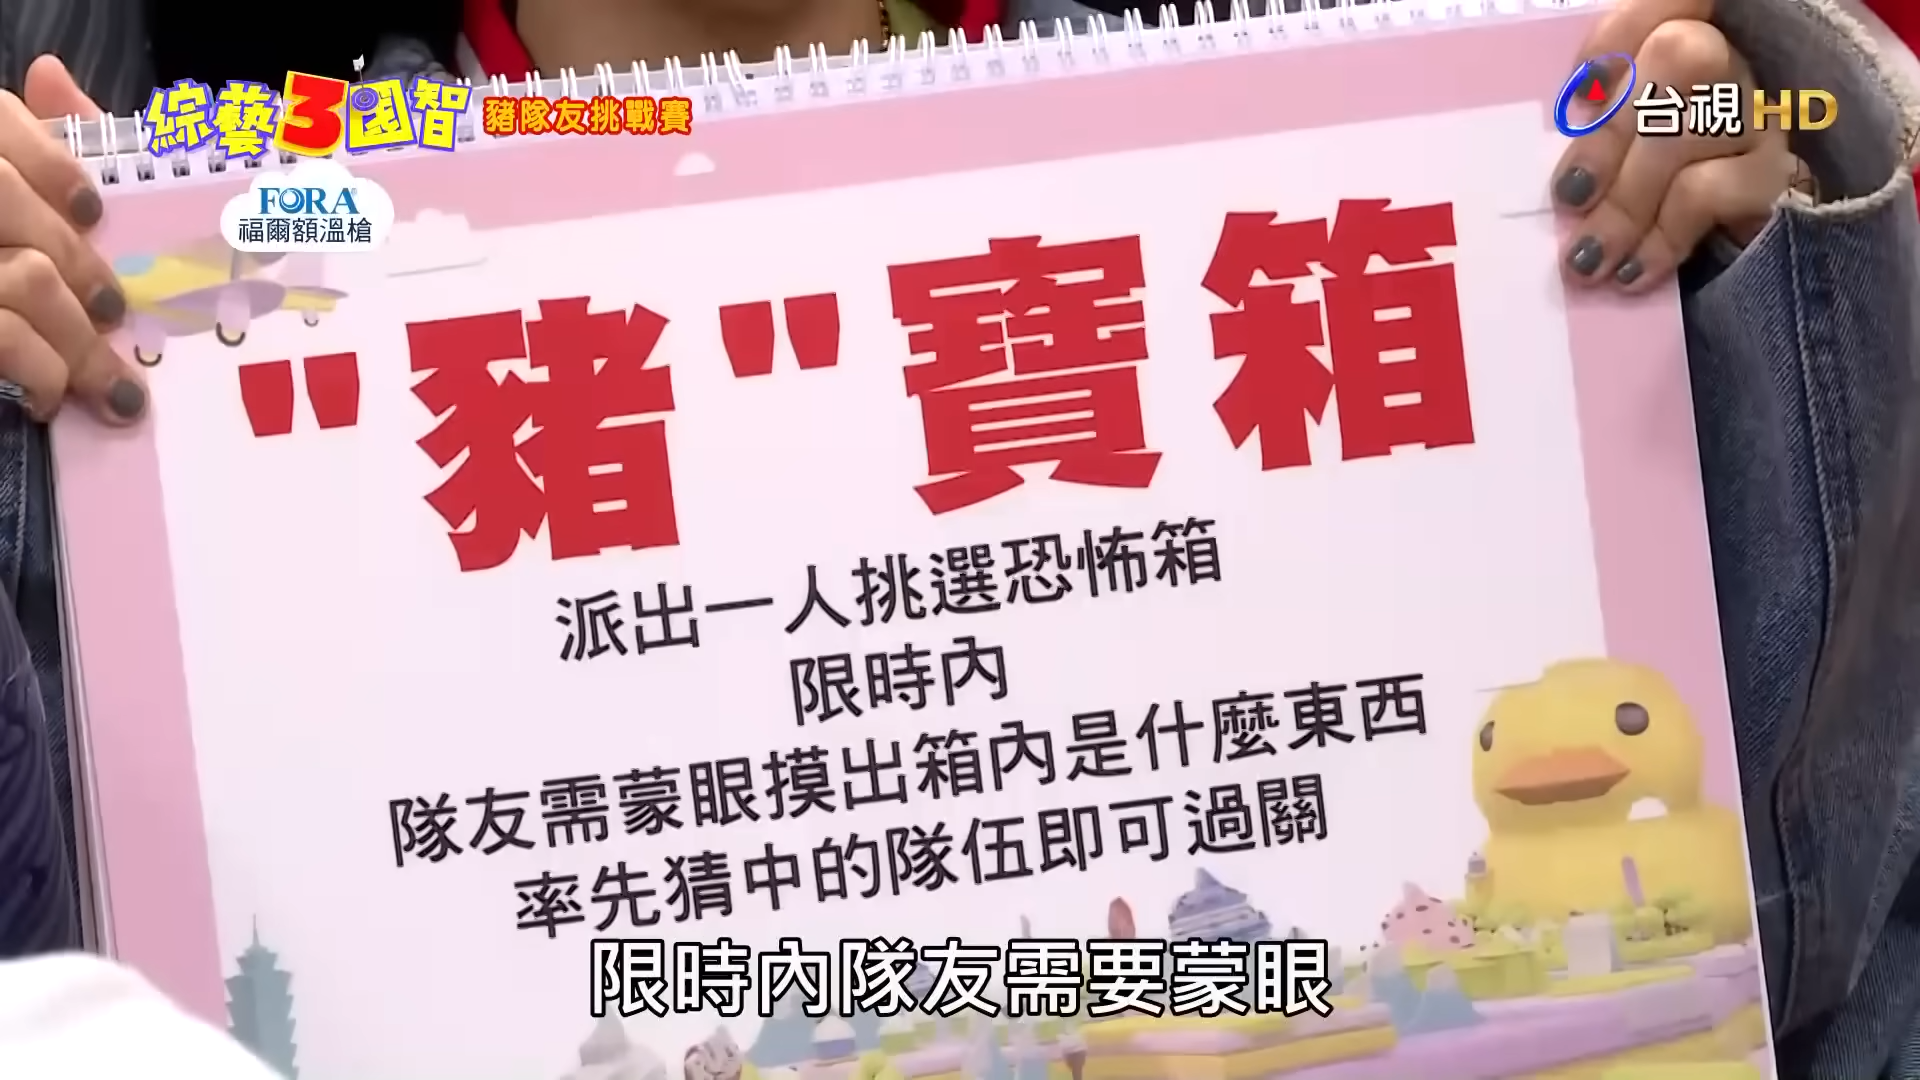 綜藝3國智 豬隊友挑戰賽
台視HD
FORA
福爾額溫槍
"豬"寶箱
派出一人挑選恐怖箱
限時內
隊友需蒙眼摸出箱內是什麼東西
率先猜中的隊伍即可過關
限時內隊友需要蒙眼